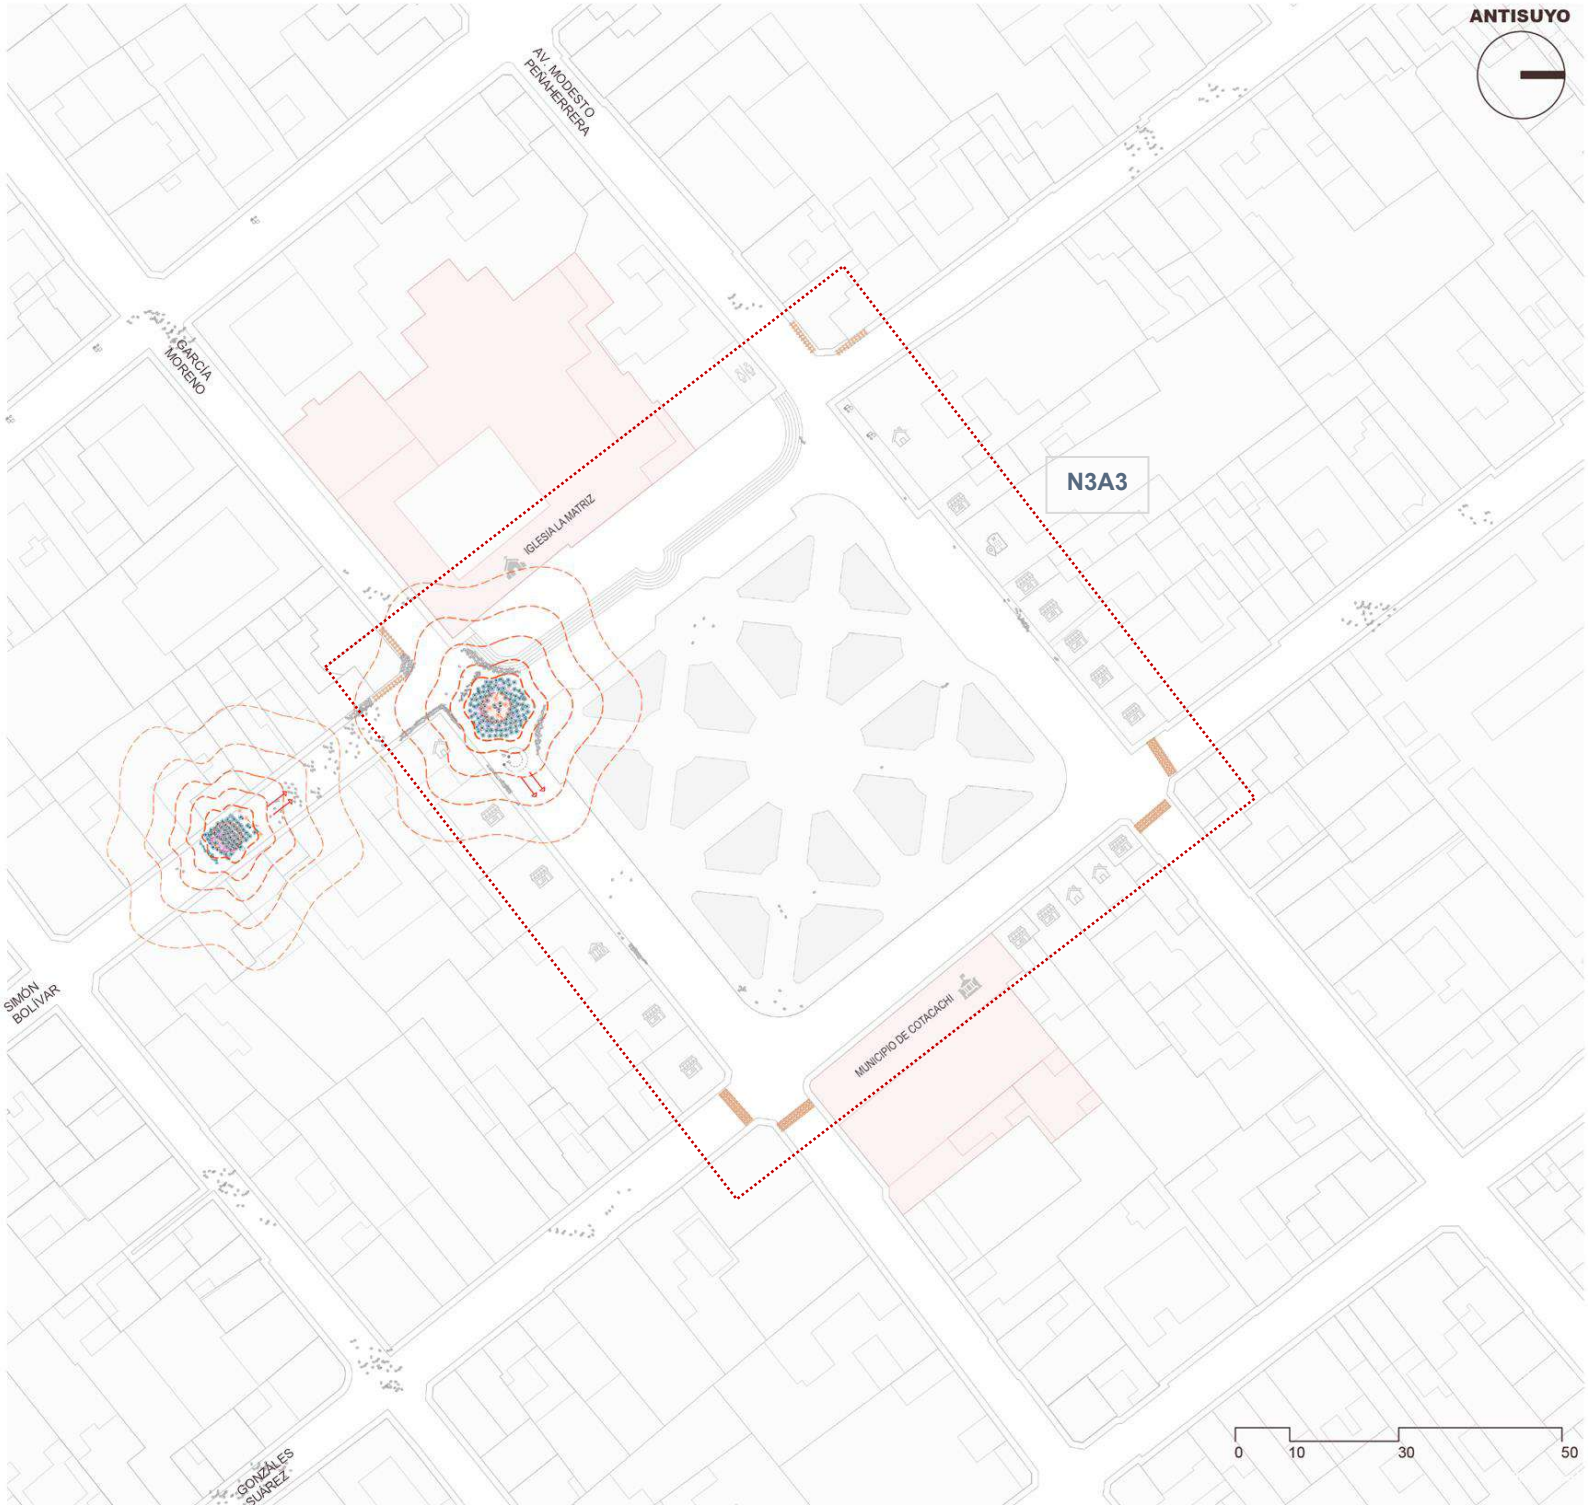 ANTISUYO
AV. MODESTO
PEÑAHERRERA
GARCÍA
MORENO
N3A3
IGLESIA LA MATRIZ
SIMÓN
BOLÍVAR
MUNICIPIO DE COTACACHI
GONZÁLES
SUÁREZ
0 10 30 50